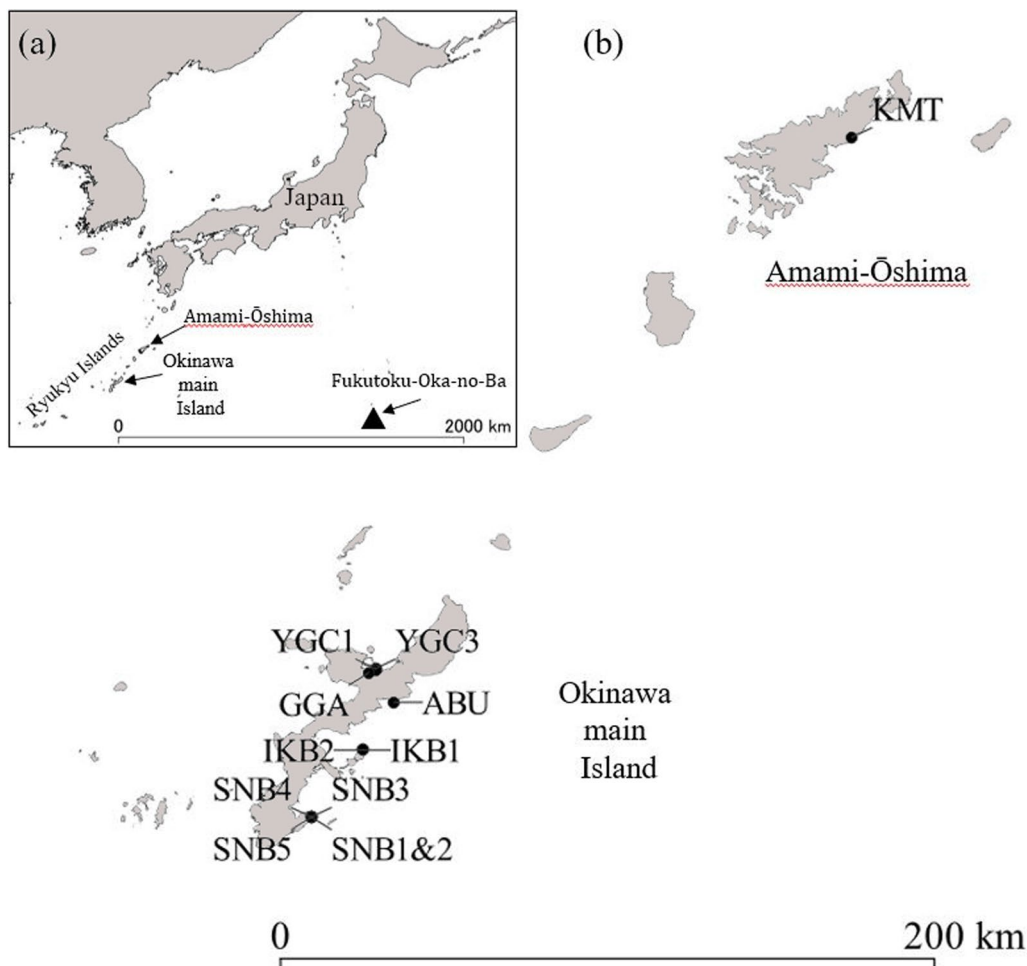 (a)
Japan
Amami-Ōshima
Ryukyu Islands
Okinawa
main
Island
Fukutoku-Oka-no-Ba
0 2000 km
(b)
KMT
Amami-Ōshima
YGC1 YGC3
GGA ABU
IKB2 IKB1
SNB4 SNB3
SNB5 SNB1&2
Okinawa
main
Island
0 200 km